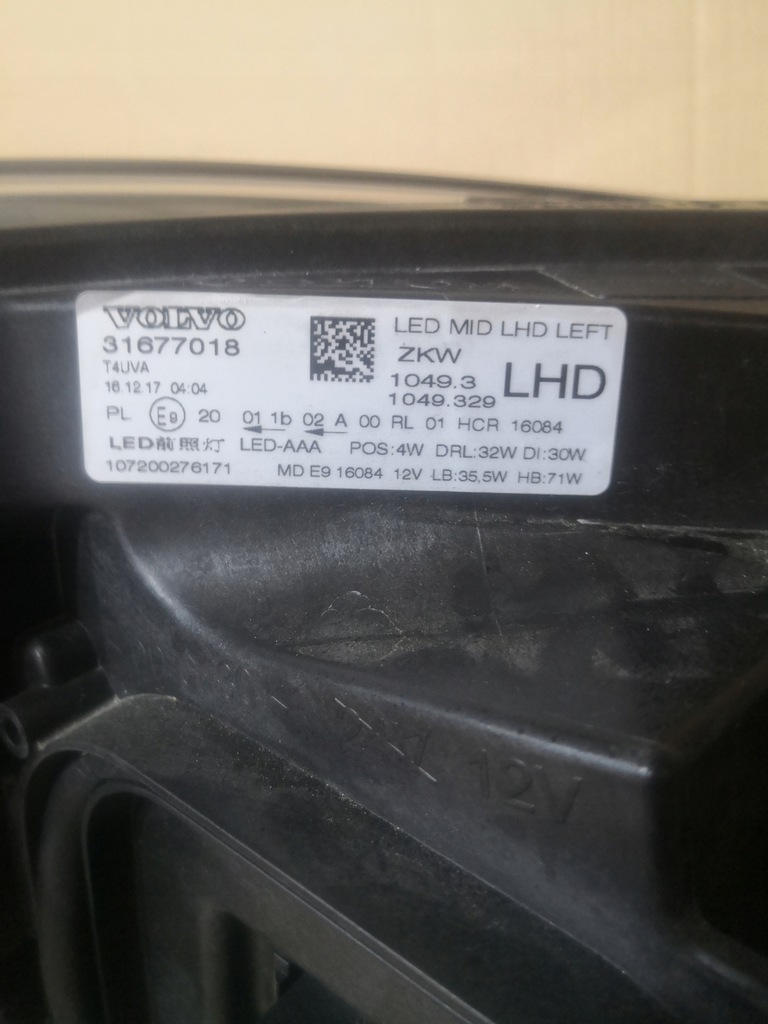 VOLVO
31677018
T4UVA
16.12.17 04:04
LED MID LHD LEFT
ZKW
1049.3
1049.329
LHD
PL E9 20 01 1b 02 A 00 RL 01 HCR 16084
LED前照灯 LED-AAA POS:4W DRL:32W DI:30W
107200276171 MD E9 16084 12V LB:35,5W HB:71W
12V